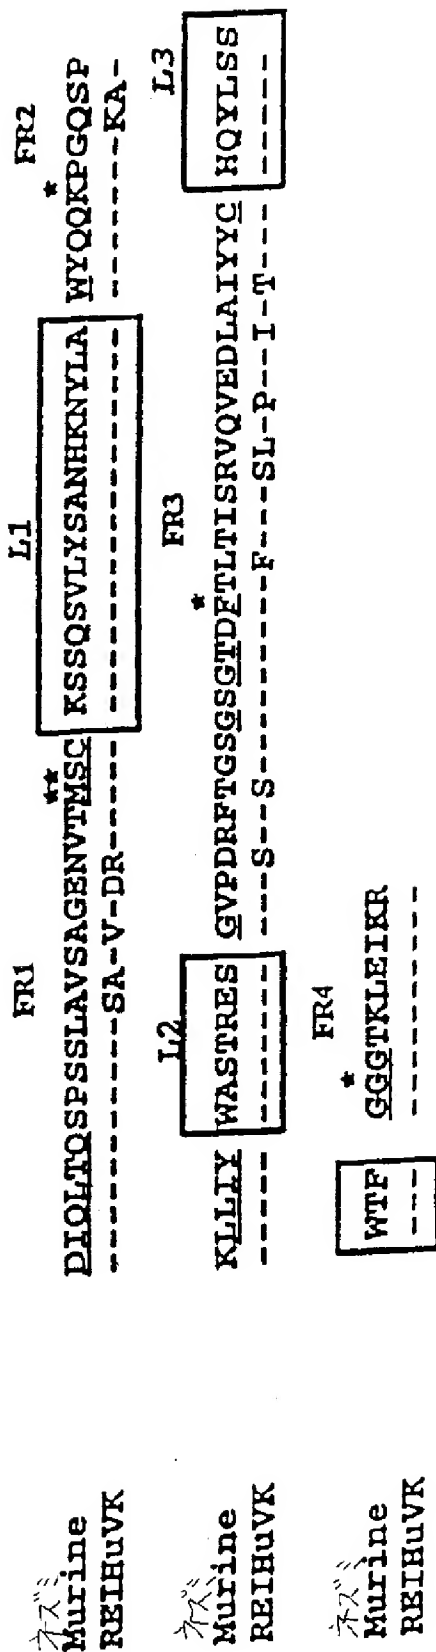 FR1 L1 FR2
** *
ネズミ
Murine DIQLTQSPSSLAVSAGENVTMSC KSSQSVLYSANHKNYLA WYQQKPGQSP
REIHuVK -----------SA-V-DR----- ----------------- -------KA-
L2 FR3 L3
*
ネズミ
Murine KLLIY WASTRES GVPDRFTGSGSGTDFTLTISRVQVEDLAIYYC HQYLSS
REIHuVK ----- ------- ---S--S---------F---SL-P--I-T--- ------
FR4
*
ネズミ
Murine WTF GGGTKLEIKR
REIHuVK --- ----------